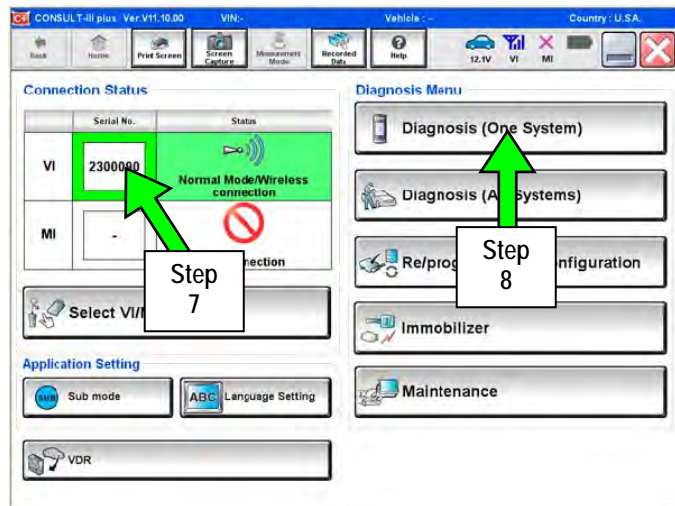 CONSULT-III plus Ver.V11.10.00 VIN:- Vehicle : - Country : U.S.A.
Back Home Print Screen Screen Capture Measurement Mode Recorded Data Help 12.1V VI MI
Connection Status
Serial No. Status
VI 2300080 Normal Mode/Wireless connection
MI -
Step 7
Select VI/
Application Setting
Sub mode ABC Language Setting
VDR
Diagnosis Menu
Diagnosis (One System)
Diagnosis (A Systems)
Step 8
Immobilizer
Maintenance